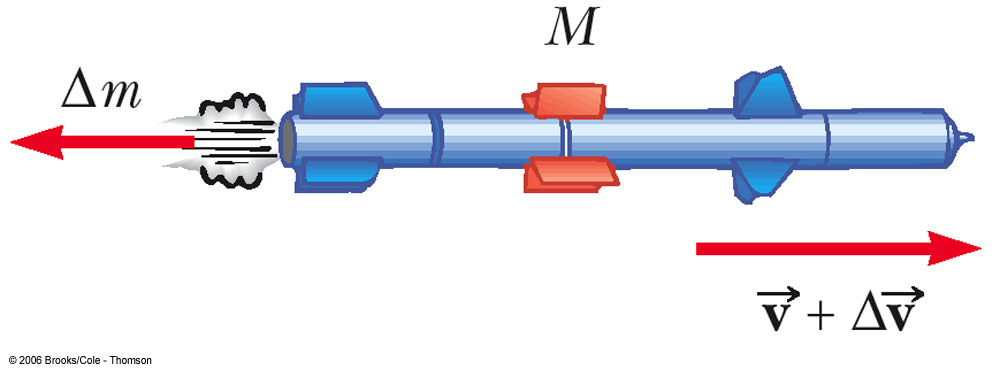 M
Δm
v⃗ + Δv⃗
© 2006 Brooks/Cole - Thomson